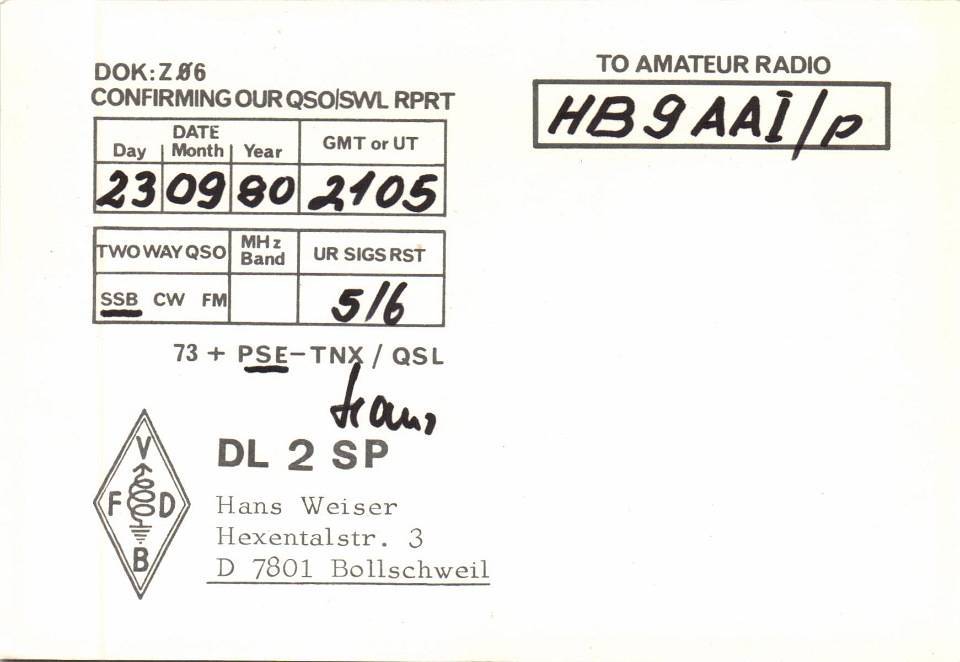 DOK: ZØ6
CONFIRMING OUR QSO/SWL RPRT
DATE
Day Month Year
GMT or UT
23 09 80 2105
TWO WAY QSO
MHz Band
UR SIGS RST
SSB CW FM
5/6
73 + PSE-TNX / QSL
Hans
DL 2 SP
Hans Weiser
Hexentalstr. 3
D 7801 Bollschweil
V
F D
B
TO AMATEUR RADIO
HB9AAI/p